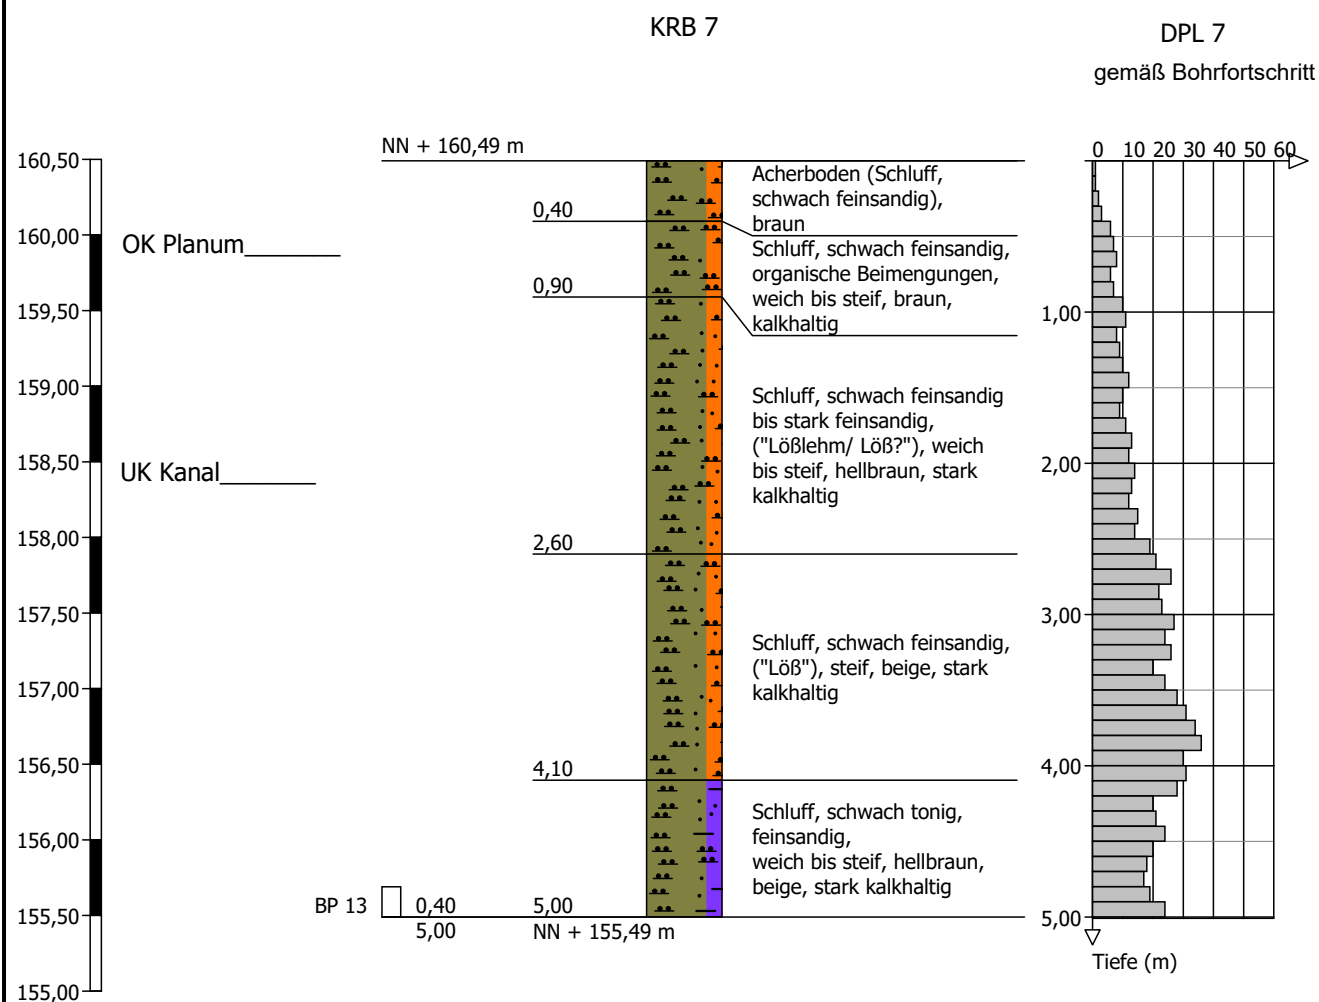 KRB 7
DPL 7
gemäß Bohrfortschritt
NN + 160,49 m
160,50
160,00
159,50
159,00
158,50
158,00
157,50
157,00
156,50
156,00
155,50
155,00
OK Planum________
UK Kanal________
0,40
0,90
2,60
4,10
5,00
NN + 155,49 m
BP 13
0,40
5,00
Acherboden (Schluff,
schwach feinsandig),
braun
Schluff, schwach feinsandig,
organische Beimengungen,
weich bis steif, braun,
kalkhaltig
Schluff, schwach feinsandig
bis stark feinsandig,
("Lößlehm/ Löß?"), weich
bis steif, hellbraun, stark
kalkhaltig
Schluff, schwach feinsandig,
("Löß"), steif, beige, stark
kalkhaltig
Schluff, schwach tonig,
feinsandig,
weich bis steif, hellbraun,
beige, stark kalkhaltig
0 10 20 30 40 50 60
1,00
2,00
3,00
4,00
5,00
Tiefe (m)